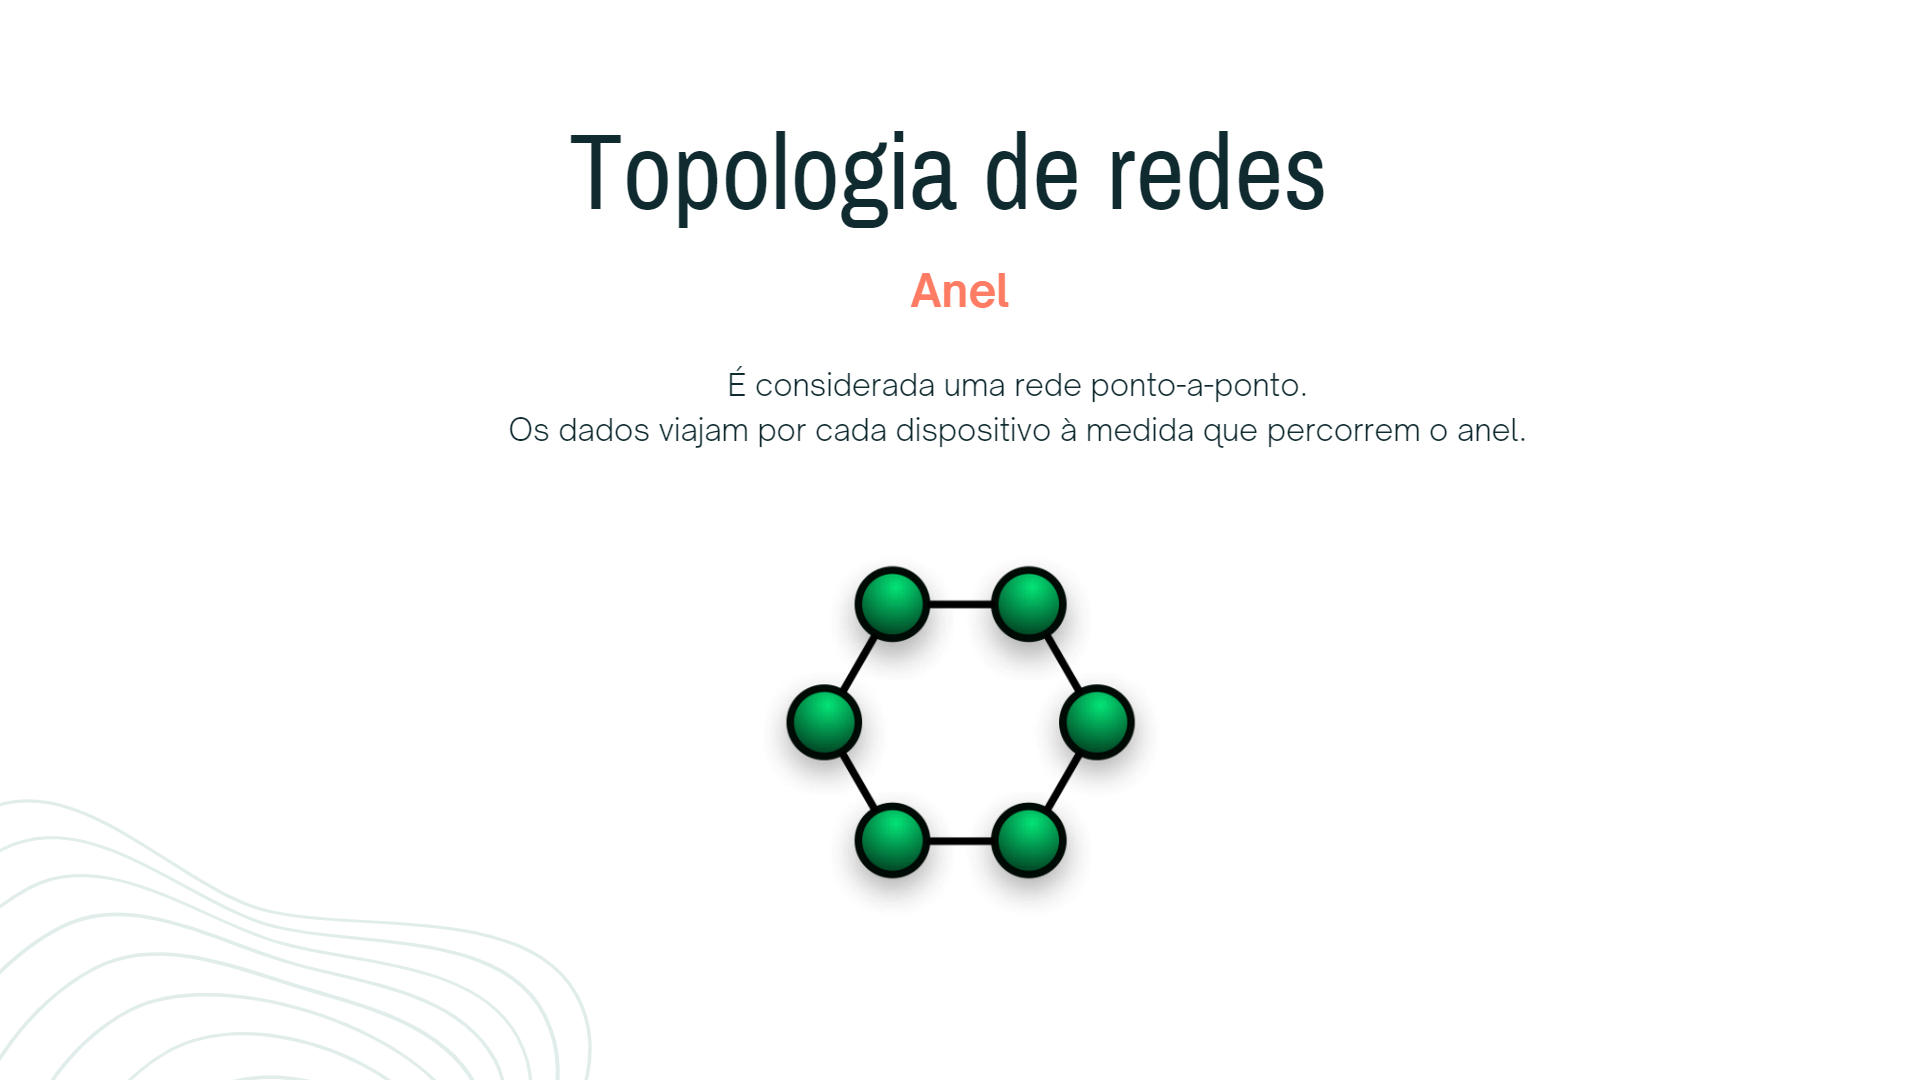 Topologia de redes
Anel
É considerada uma rede ponto-a-ponto.
Os dados viajam por cada dispositivo à medida que percorrem o anel.